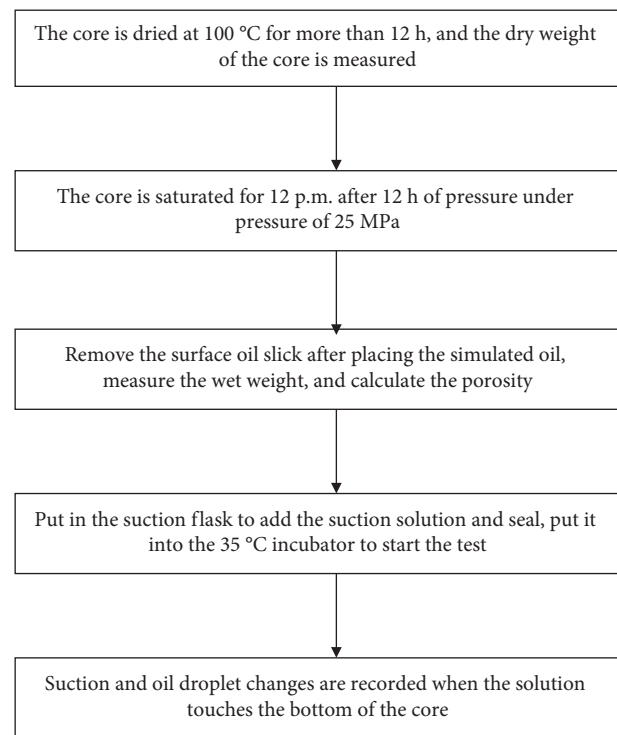 The core is dried at 100 °C for more than 12 h, and the dry weight
of the core is measured
The core is saturated for 12 p.m. after 12 h of pressure under
pressure of 25 MPa
Remove the surface oil slick after placing the simulated oil,
measure the wet weight, and calculate the porosity
Put in the suction flask to add the suction solution and seal, put it
into the 35 °C incubator to start the test
Suction and oil droplet changes are recorded when the solution
touches the bottom of the core